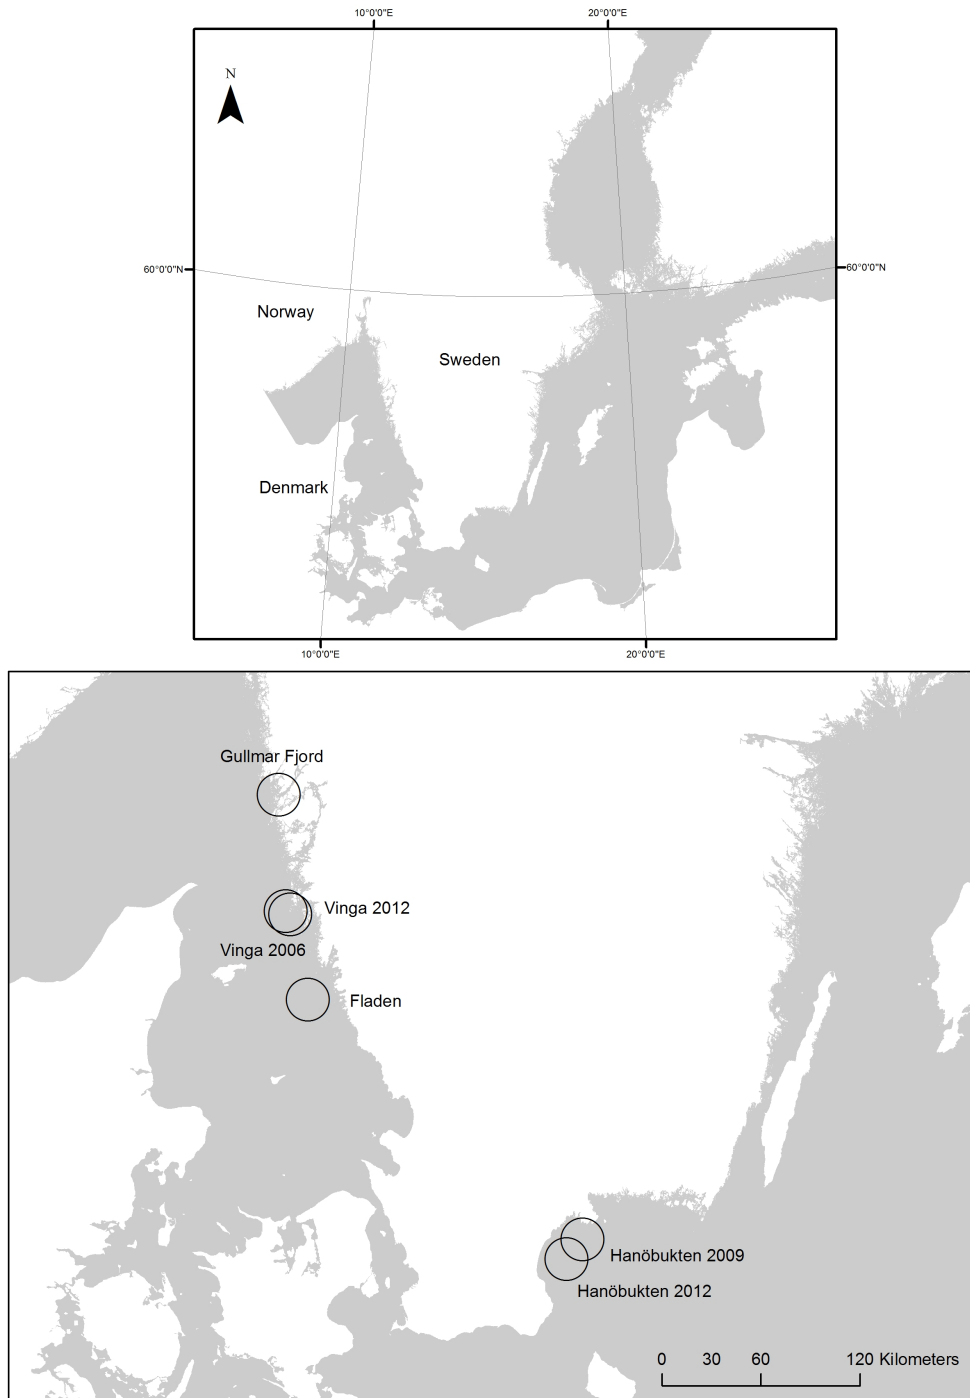 10°0'0"E 20°0'0"E
N
60°0'0"N 60°0'0"N
Norway
Sweden
Denmark
10°0'0"E 20°0'0"E
Gullmar Fjord
Vinga 2012
Vinga 2006
Fladen
Hanöbukten 2009
Hanöbukten 2012
0 30 60 120 Kilometers